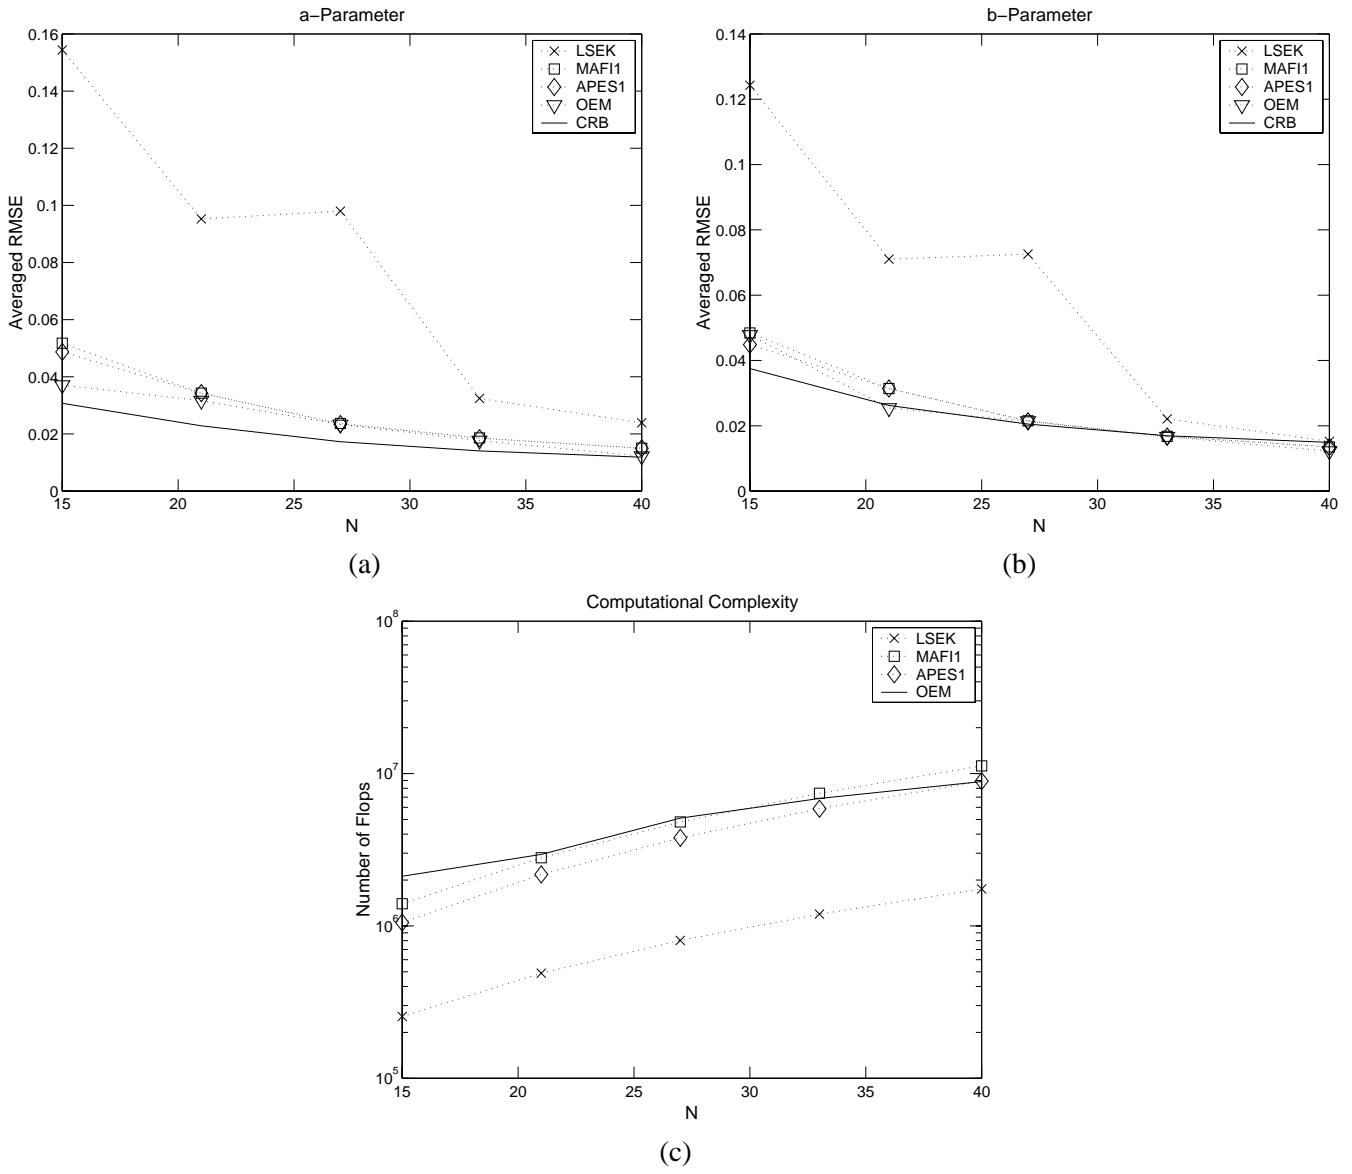 a−Parameter
0.16
0.14
0.12
0.1
0.08
0.06
0.04
0.02
0
Averaged RMSE
15
20
25
30
35
40
N
LSEK
MAFI1
APES1
OEM
CRB
(a)
b−Parameter
0.14
0.12
0.1
0.08
0.06
0.04
0.02
0
Averaged RMSE
15
20
25
30
35
40
N
LSEK
MAFI1
APES1
OEM
CRB
(b)
Computational Complexity
10^8
10^7
10^6
10^5
Number of Flops
15
20
25
30
35
40
N
LSEK
MAFI1
APES1
OEM
(c)